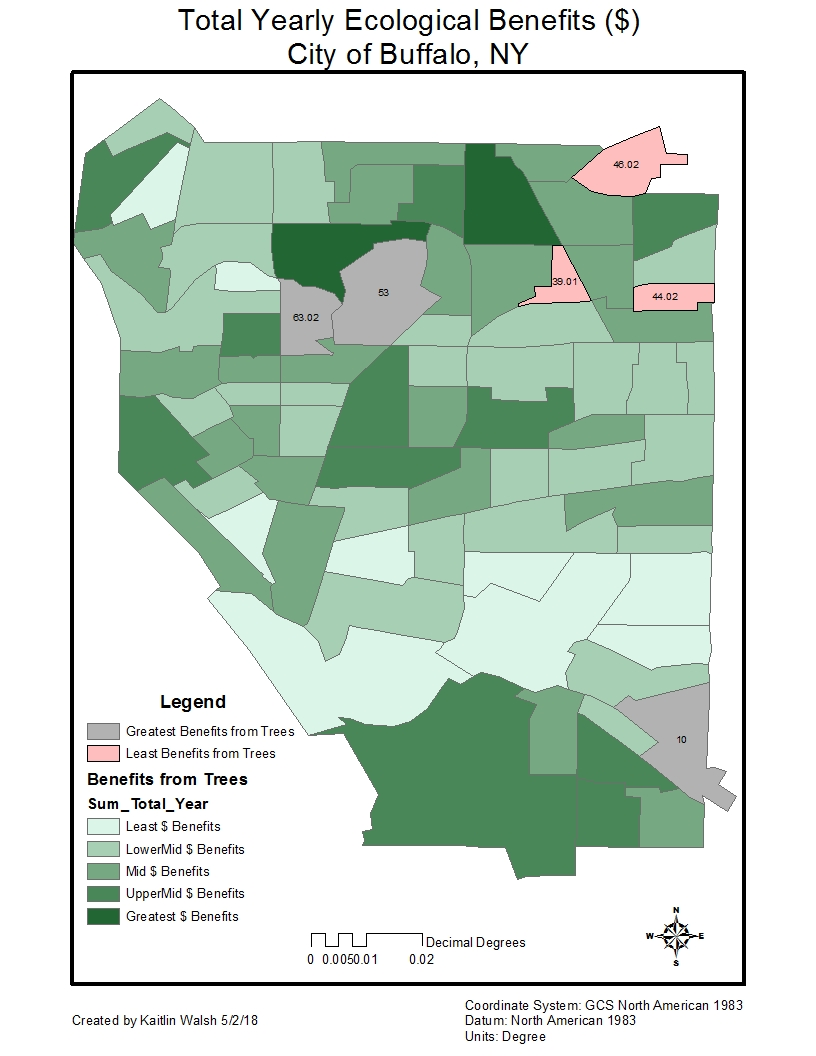 Total Yearly Ecological Benefits ($)
City of Buffalo, NY
46.02
39.01
44.02
53
63.02
10
Legend
Greatest Benefits from Trees
Least Benefits from Trees
Benefits from Trees
Sum_Total_Year
Least $ Benefits
LowerMid $ Benefits
Mid $ Benefits
UpperMid $ Benefits
Greatest $ Benefits
Decimal Degrees
0 0.0050.01 0.02
N
W E
S
Created by Kaitlin Walsh 5/2/18
Coordinate System: GCS North American 1983
Datum: North American 1983
Units: Degree